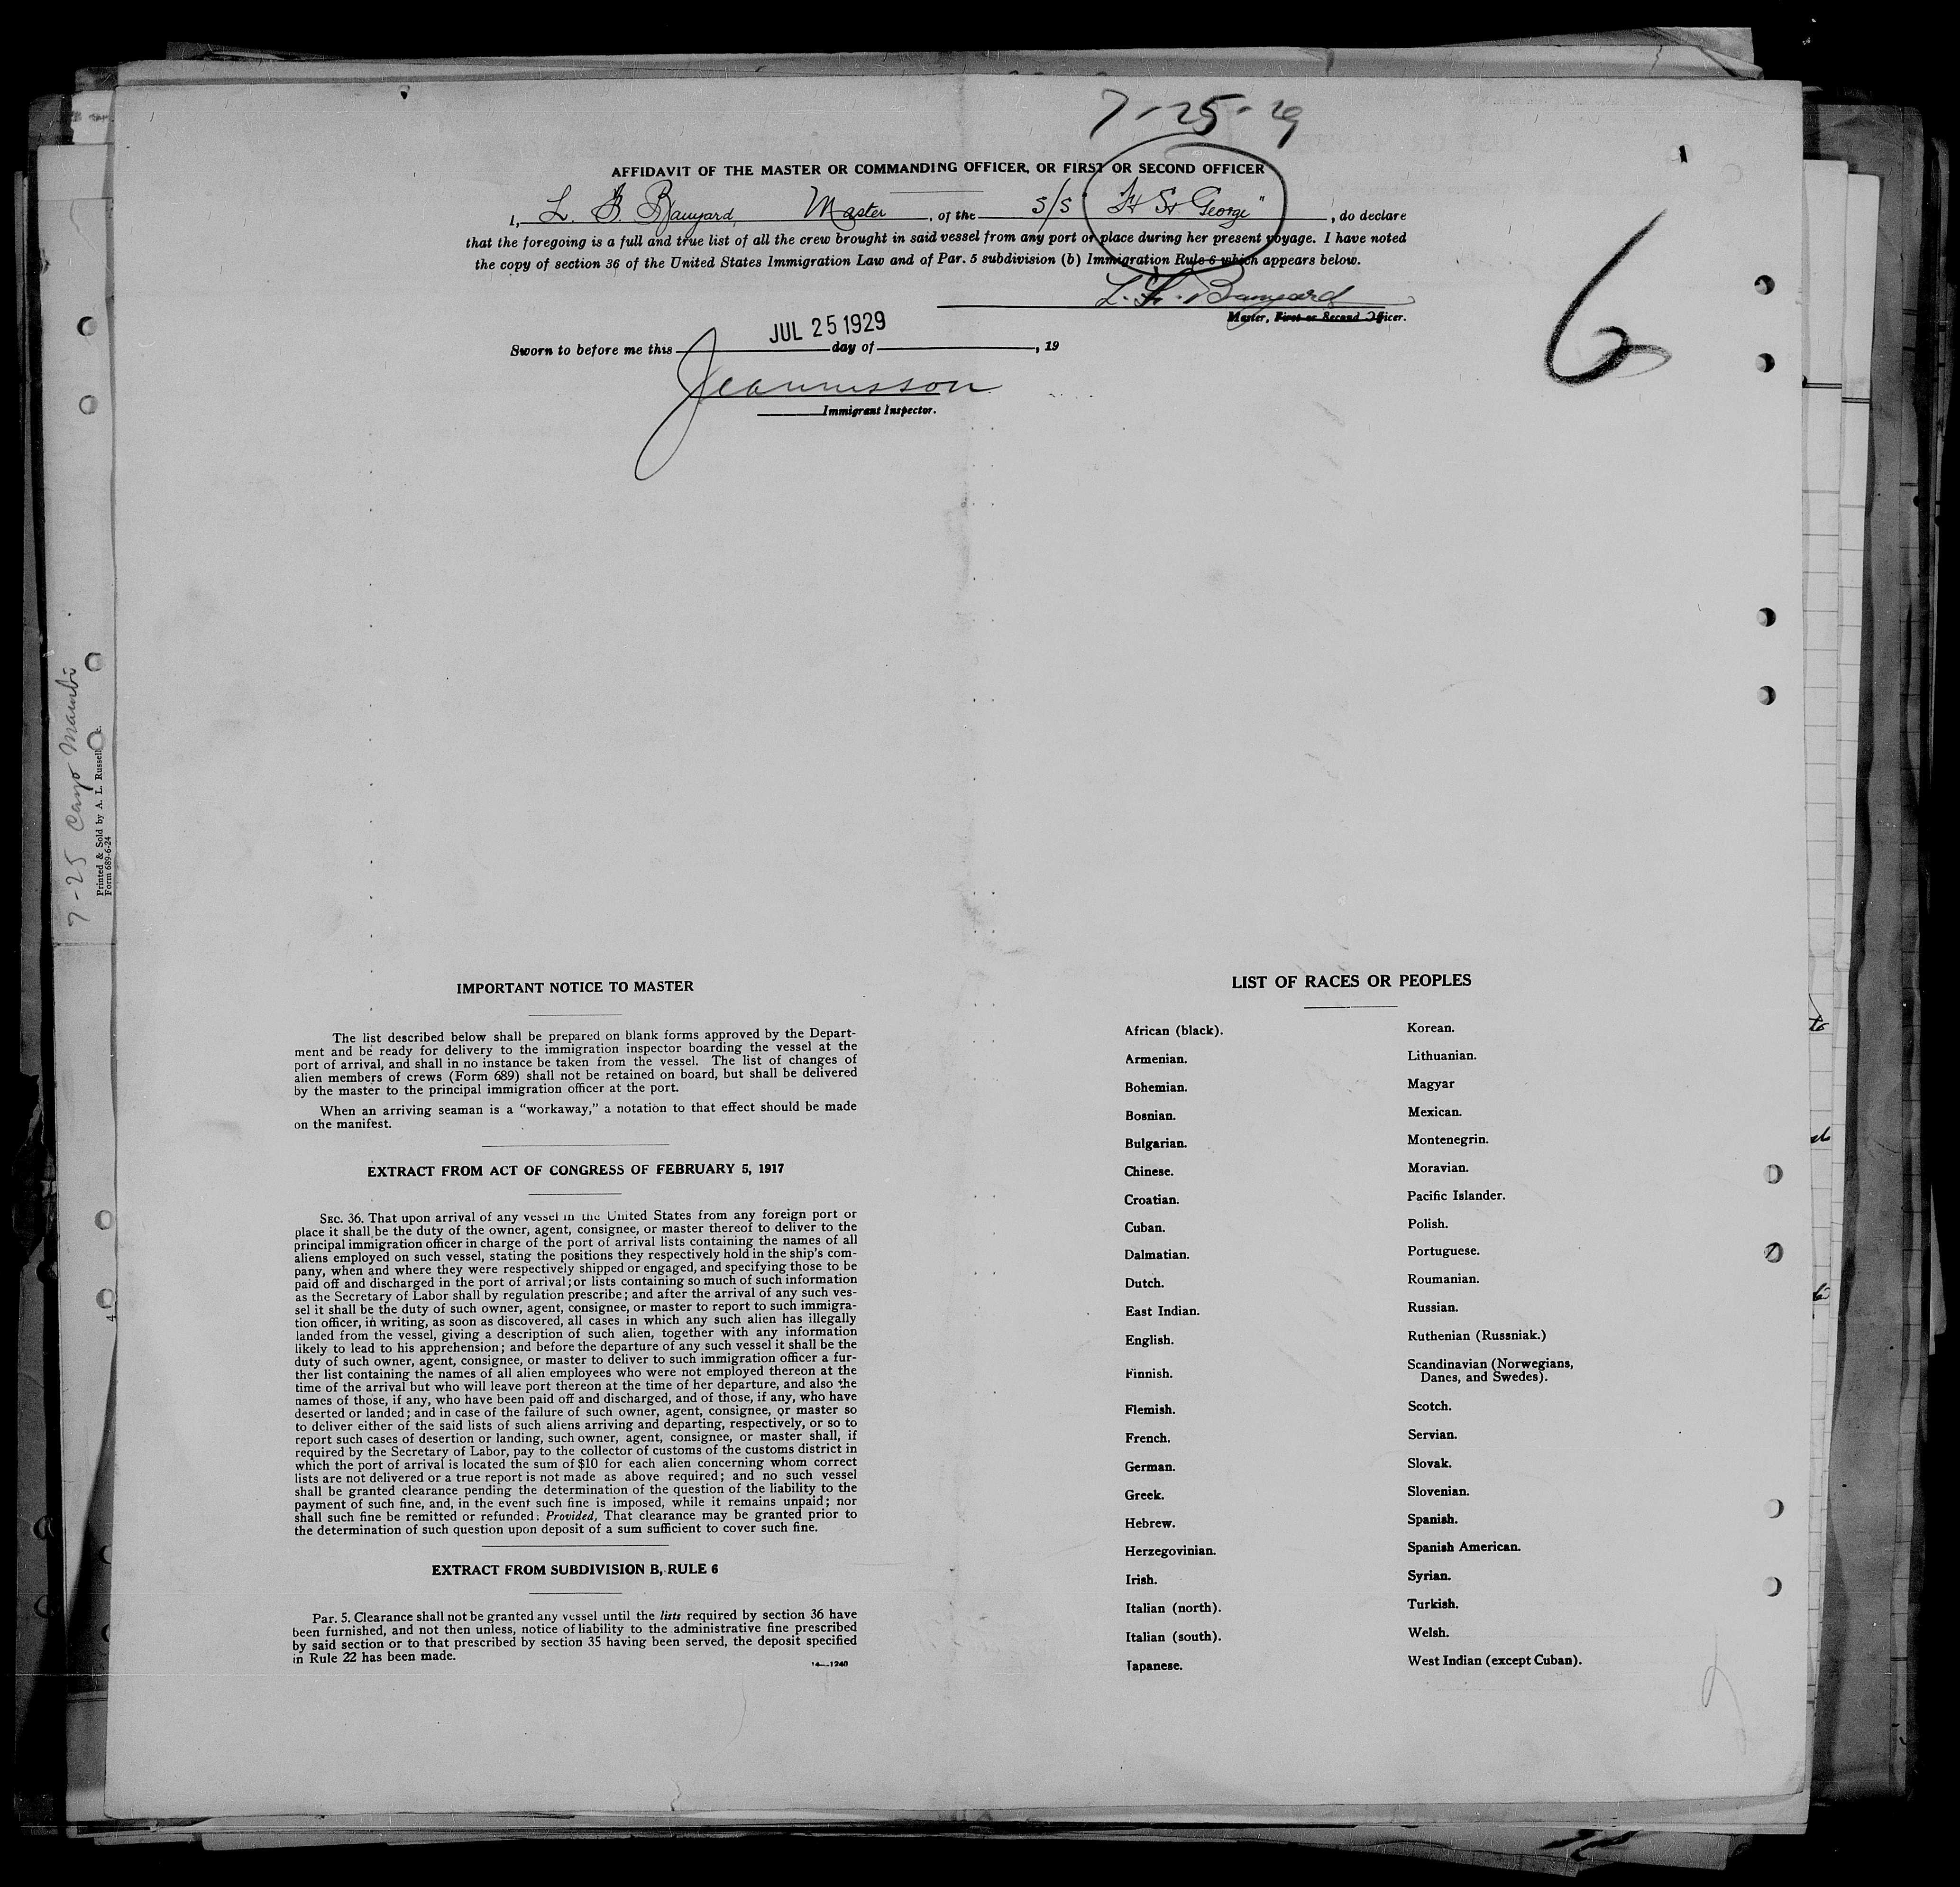 7-25-29
1
AFFIDAVIT OF THE MASTER OR COMMANDING OFFICER, OR FIRST OR SECOND OFFICER
I, L. B. Banyard, Master, of the S/S "Ft St George", do declare
that the foregoing is a full and true list of all the crew brought in said vessel from any port or place during her present voyage. I have noted
the copy of section 36 of the United States Immigration Law and of Par. 5 subdivision (b) Immigration Rule 6 which appears below.
Banyard
Master, First or Second Officer.
6
JUL 25 1929
Sworn to before me this day of , 19
Immigrant Inspector.
7-25 Cayo Mambi
Printed & Sold by A. L. Russell
Form 689-6-24
IMPORTANT NOTICE TO MASTER
The list described below shall be prepared on blank forms approved by the Depart-
ment and be ready for delivery to the immigration inspector boarding the vessel at the
port of arrival, and shall in no instance be taken from the vessel. The list of changes of
alien members of crews (Form 689) shall not be retained on board, but shall be delivered
by the master to the principal immigration officer at the port.
When an arriving seaman is a "workaway," a notation to that effect should be made
on the manifest.
EXTRACT FROM ACT OF CONGRESS OF FEBRUARY 5, 1917
SEC. 36. That upon arrival of any vessel in the United States from any foreign port or
place it shall be the duty of the owner, agent, consignee, or master thereof to deliver to the
principal immigration officer in charge of the port of arrival lists containing the names of all
aliens employed on such vessel, stating the positions they respectively hold in the ship's com-
pany, when and where they were respectively shipped or engaged, and specifying those to be
paid off and discharged in the port of arrival; or lists containing so much of such information
as the Secretary of Labor shall by regulation prescribe; and after the arrival of any such ves-
sel it shall be the duty of such owner, agent, consignee, or master to report to such immigra-
tion officer, in writing, as soon as discovered, all cases in which any such alien has illegally
landed from the vessel, giving a description of such alien, together with any information
likely to lead to his apprehension; and before the departure of any such vessel it shall be the
duty of such owner, agent, consignee, or master to deliver to such immigration officer a fur-
ther list containing the names of all alien employees who were not employed thereon at the
time of the arrival but who will leave port thereon at the time of her departure, and also the
names of those, if any, who have been paid off and discharged, and of those, if any, who have
deserted or landed; and in case of the failure of such owner, agent, consignee, or master so
to deliver either of the said lists of such aliens arriving and departing, respectively, or so to
report such cases of desertion or landing, such owner, agent, consignee, or master shall, if
required by the Secretary of Labor, pay to the collector of customs of the customs district in
which the port of arrival is located the sum of $10 for each alien concerning whom correct
lists are not delivered or a true report is not made as above required; and no such vessel
shall be granted clearance pending the determination of the question of the liability to the
payment of such fine, and, in the event such fine is imposed, while it remains unpaid; nor
shall such fine be remitted or refunded: Provided, That clearance may be granted prior to
the determination of such question upon deposit of a sum sufficient to cover such fine.
EXTRACT FROM SUBDIVISION B, RULE 6
Par. 5. Clearance shall not be granted any vessel until the lists required by section 36 have
been furnished, and not then unless, notice of liability to the administrative fine prescribed
by said section or to that prescribed by section 35 having been served, the deposit specified
in Rule 22 has been made.
14—1240
LIST OF RACES OR PEOPLES
African (black).
Armenian.
Bohemian.
Bosnian.
Bulgarian.
Chinese.
Croatian.
Cuban.
Dalmatian.
Dutch.
East Indian.
English.
Finnish.
Flemish.
French.
German.
Greek.
Hebrew.
Herzegovinian.
Irish.
Italian (north).
Italian (south).
Japanese.
Korean.
Lithuanian.
Magyar
Mexican.
Montenegrin.
Moravian.
Pacific Islander.
Polish.
Portuguese.
Roumanian.
Russian.
Ruthenian (Russniak.)
Scandinavian (Norwegians,
Danes, and Swedes).
Scotch.
Servian.
Slovak.
Slovenian.
Spanish.
Spanish American.
Syrian.
Turkish.
Welsh.
West Indian (except Cuban).